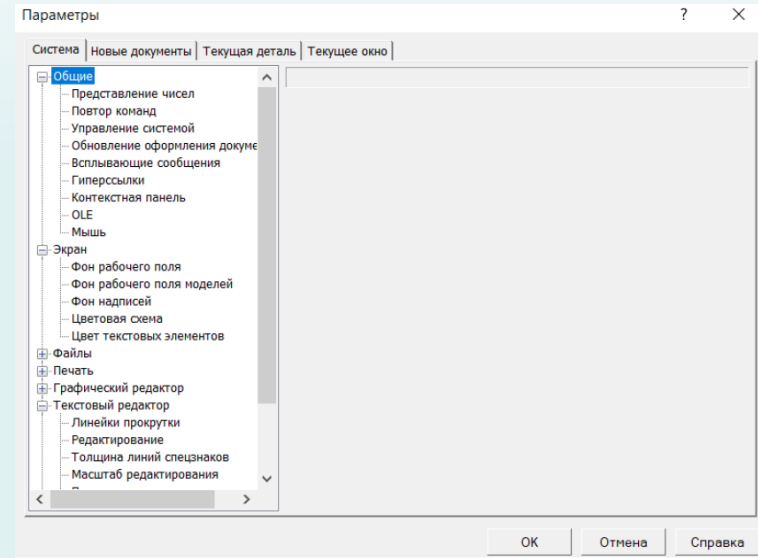 Параметры
Система Новые документы Текущая деталь Текущее окно
Общие
Представление чисел
Повтор команд
Управление системой
Обновление оформления докуме
Всплывающие сообщения
Гиперссылки
Контекстная панель
OLE
Мышь
Экран
Фон рабочего поля
Фон рабочего поля моделей
Фон надписей
Цветовая схема
Цвет текстовых элементов
Файлы
Печать
Графический редактор
Текстовый редактор
Линейки прокрутки
Редактирование
Толщина линий спецзнаков
Масштаб редактирования
OK Отмена Справка